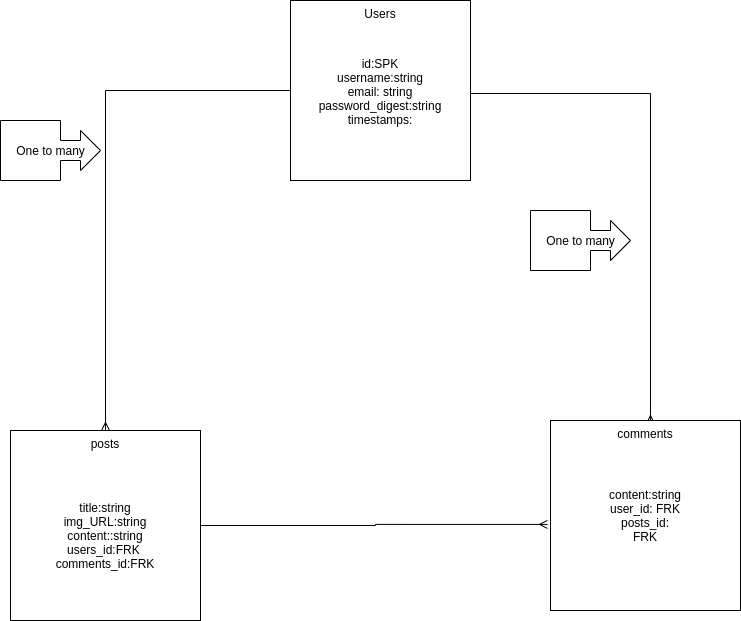 Users
id:SPK
username:string
email: string
password_digest:string
timestamps:
One to many
One to many
posts
title:string
img_URL:string
content::string
users_id:FRK
comments_id:FRK
comments
content:string
user_id: FRK
posts_id:
FRK